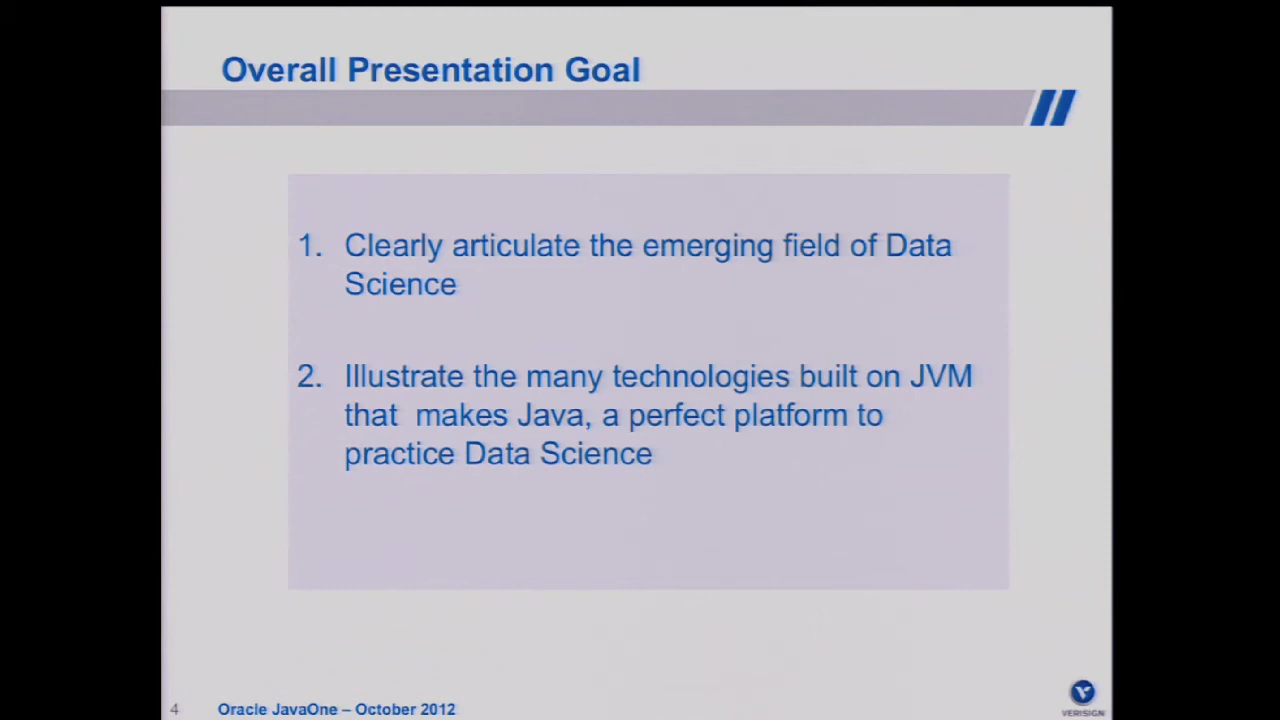 Overall Presentation Goal
1. Clearly articulate the emerging field of Data
Science
2. Illustrate the many technologies built on JVM
that makes Java, a perfect platform to
practice Data Science
4
Oracle JavaOne – October 2012
VERISIGN